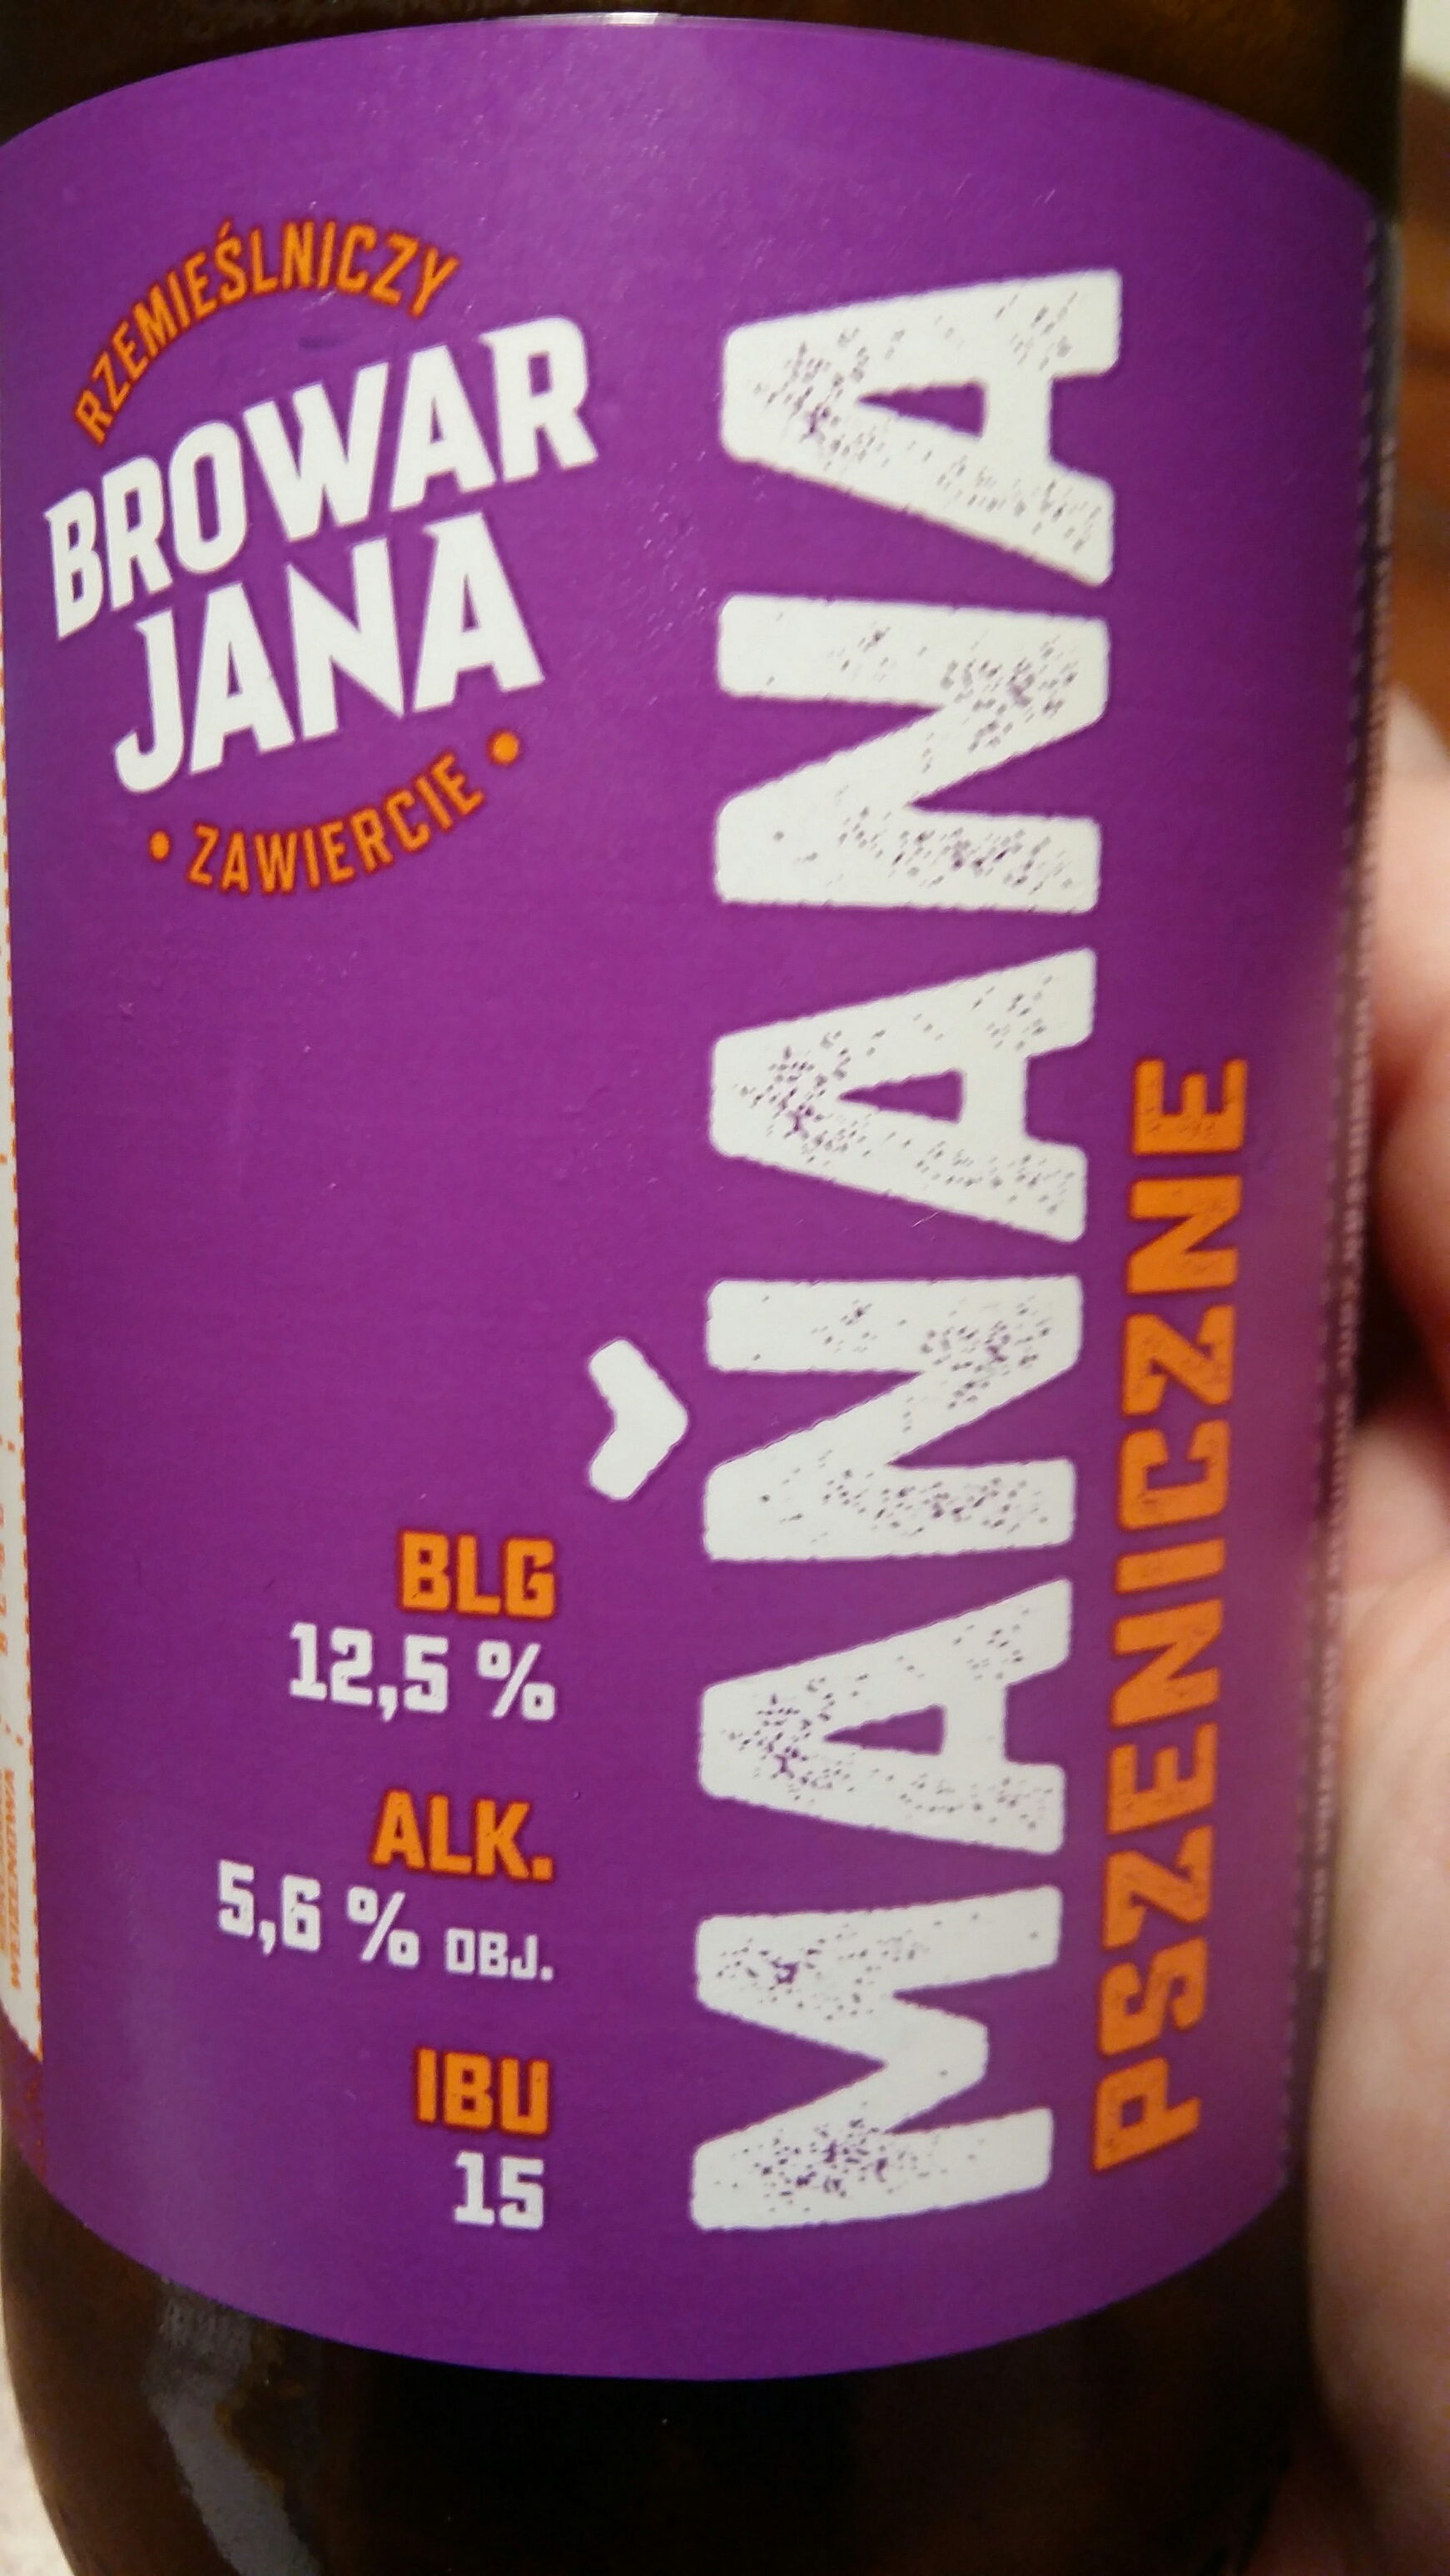 RZEMIEŚLNICZY
BROWAR
JANA
• ZAWIERCIE •
MAŇANA
PSZENICZNE
BLG
12,5 %
ALK.
5,6 % OBJ.
IBU
15